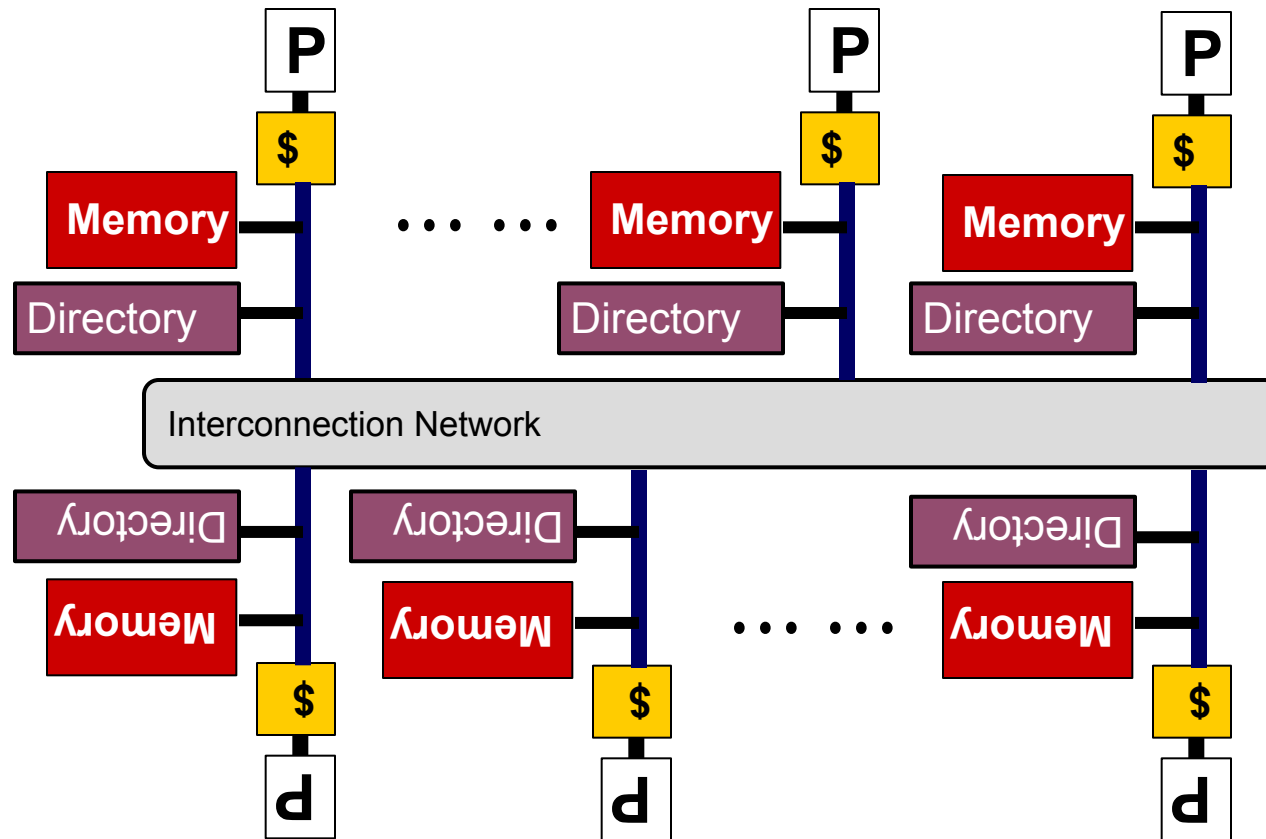 P P P
$ $ $
Memory … … Memory Memory
Directory Directory Directory
Interconnection Network
Directory Directory Directory
Memory Memory … … Memory
$ $ $
P P P